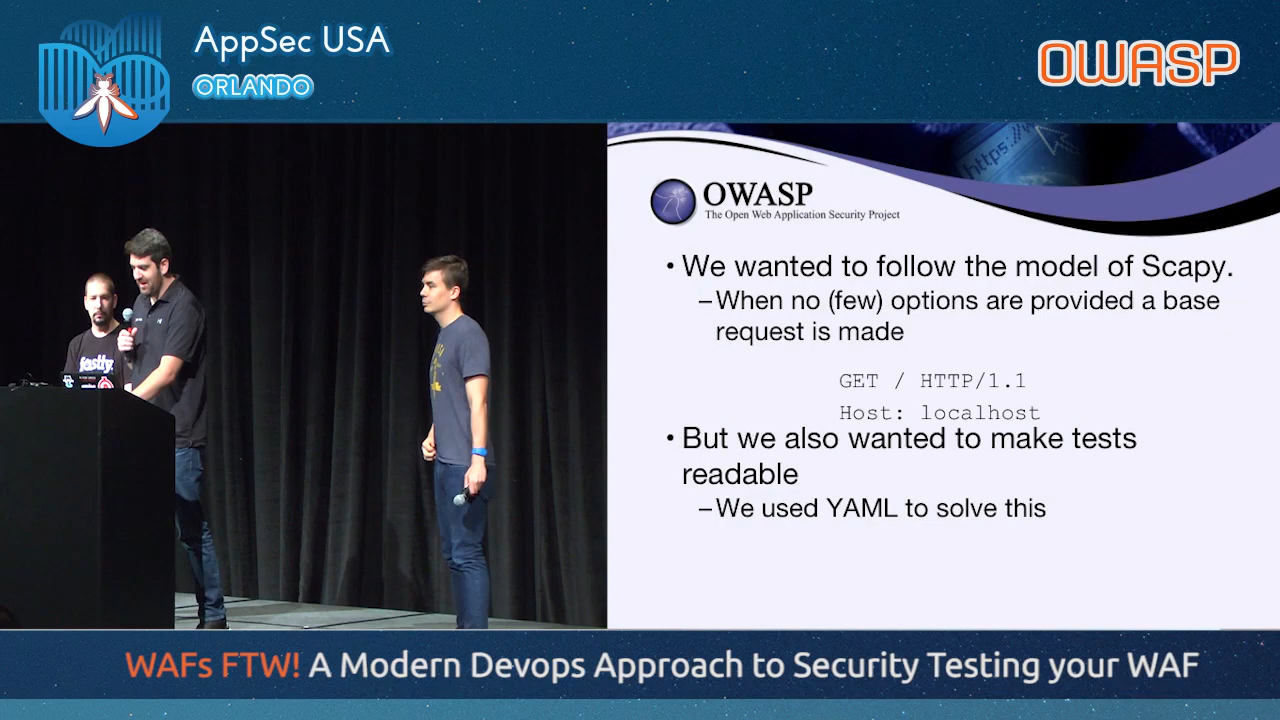 AppSec USA
ORLANDO
OWASP
OWASP
The Open Web Application Security Project
https://
• We wanted to follow the model of Scapy.
–When no (few) options are provided a base
request is made
GET / HTTP/1.1
Host: localhost
• But we also wanted to make tests
readable
–We used YAML to solve this
fastly.
WAFs FTW! A Modern Devops Approach to Security Testing your WAF